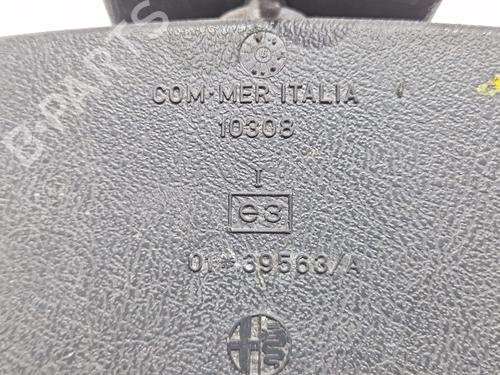 B-PARTS
COM·MER ITALIA
10308
I
e3
01*39563/A